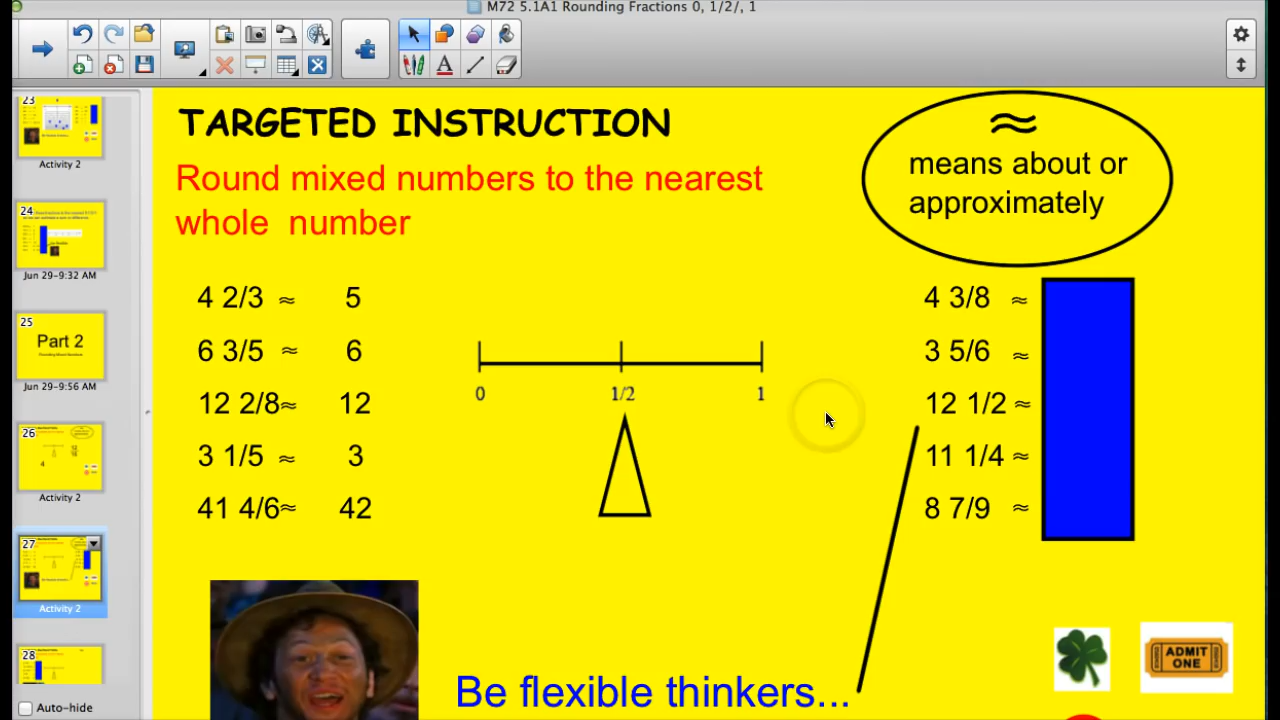 M72 5.1A1 Rounding Fractions 0, 1/2/, 1
23
Activity 2
24
Jun 29-9:32 AM
25
Part 2
Jun 29-9:56 AM
26
Activity 2
27
Activity 2
28
Auto-hide
TARGETED INSTRUCTION
Round mixed numbers to the nearest
whole number
≈
means about or
approximately
4 2/3 ≈ 5
6 3/5 ≈ 6
12 2/8≈ 12
3 1/5 ≈ 3
41 4/6≈ 42
0 1/2 1
4 3/8 ≈
3 5/6 ≈
12 1/2 ≈
11 1/4 ≈
8 7/9 ≈
Be flexible thinkers...
ADMIT
ONE